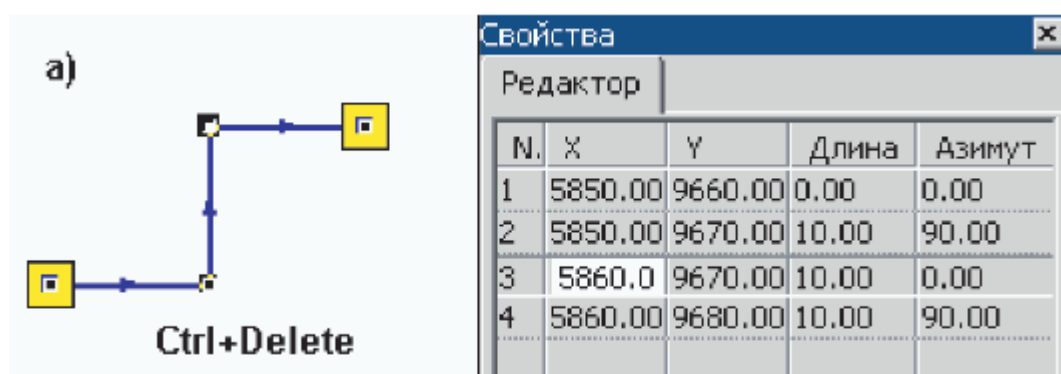 а)
Ctrl+Delete
Свойства
Редактор
N. X Y Длина Азимут
1 5850.00 9660.00 0.00 0.00
2 5850.00 9670.00 10.00 90.00
3 5860.0 9670.00 10.00 0.00
4 5860.00 9680.00 10.00 90.00